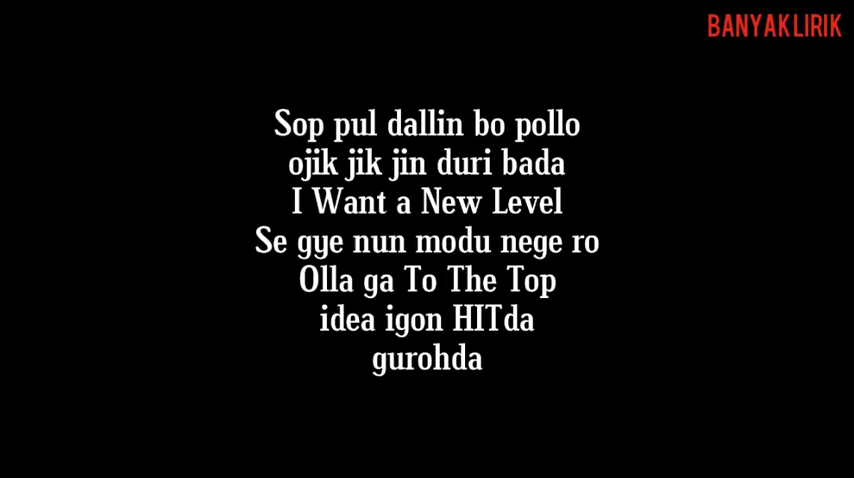 BANYAKLIRIK
Sop pul dallin bo pollo
ojik jik jin duri bada
I Want a New Level
Se gye nun modu nege ro
Olla ga To The Top
idea igon HITda
gurohda